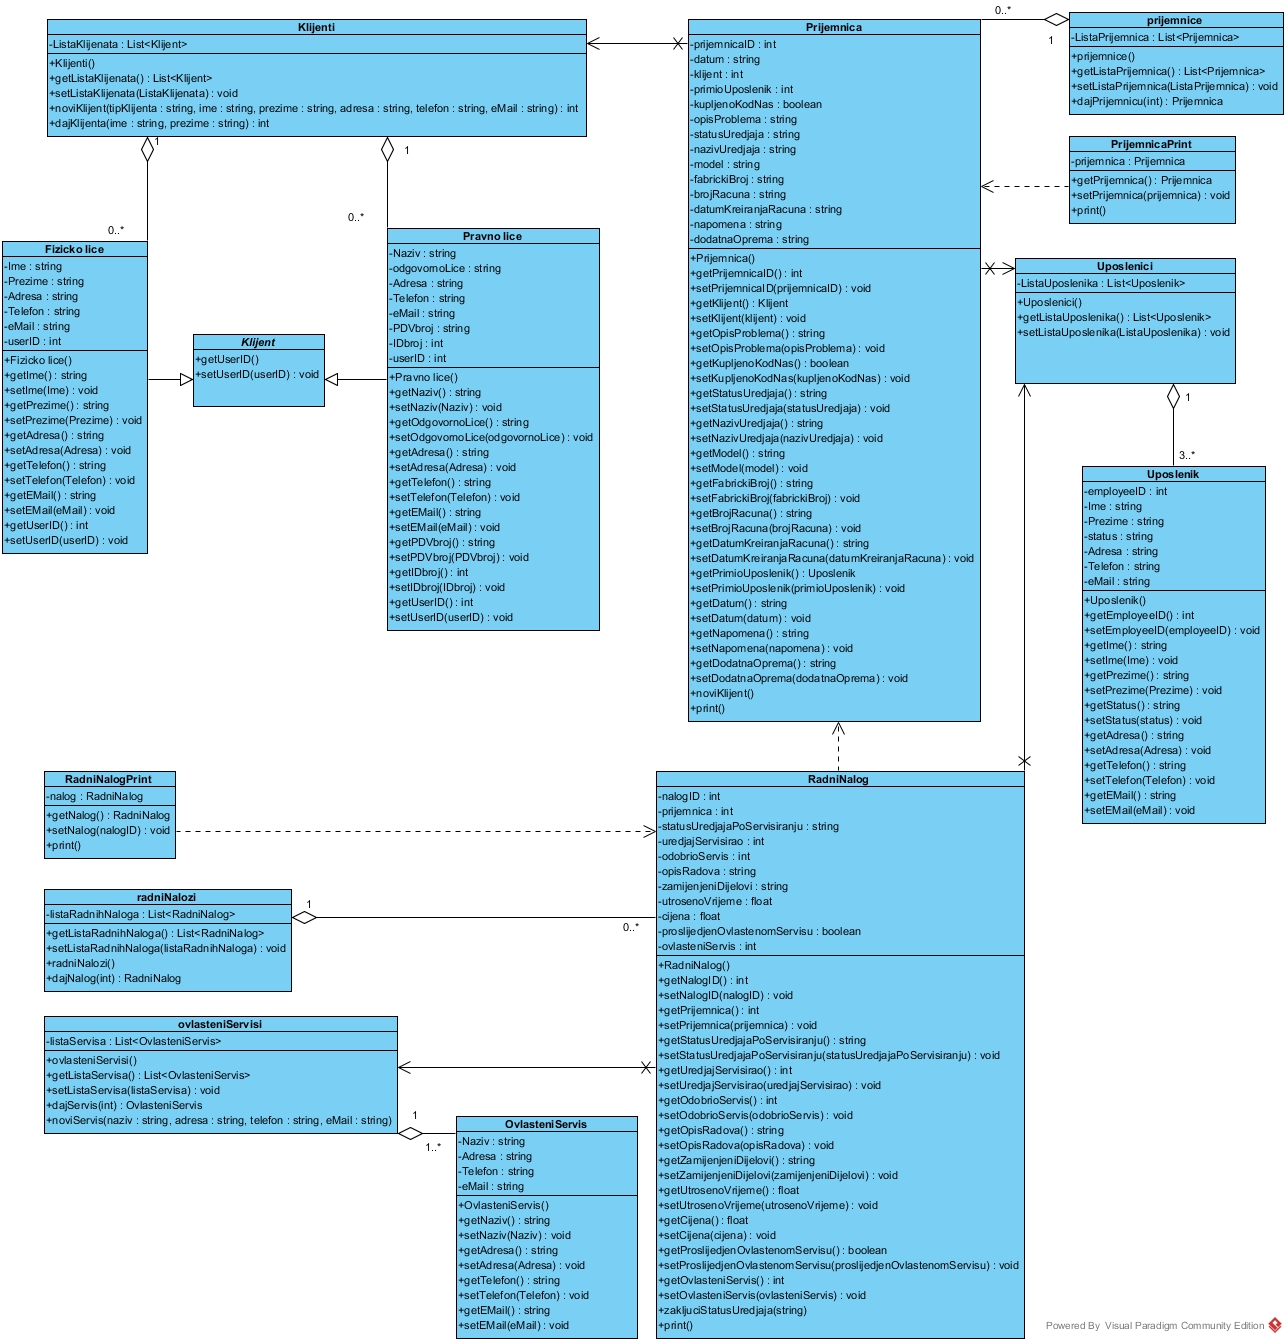 Klijenti
-ListaKlijenata : List<Klijent>
+Klijenti()
+getListaKlijenata() : List<Klijent>
+setListaKlijenata(ListaKlijenata) : void
+noviKlijent(tipKlijenta : string, ime : string, prezime : string, adresa : string, telefon : string, eMail : string) : int
+dajKlijenta(ime : string, prezime : string) : int
1
1
0..*
0..*
Fizicko lice
-Ime : string
-Prezime : string
-Adresa : string
-Telefon : string
-eMail : string
-userID : int
+Fizicko lice()
+getIme() : string
+setIme(Ime) : void
+getPrezime() : string
+setPrezime(Prezime) : void
+getAdresa() : string
+setAdresa(Adresa) : void
+getTelefon() : string
+setTelefon(Telefon) : void
+getEMail() : string
+setEMail(eMail) : void
+getUserID() : int
+setUserID(userID) : void
Klijent
+getUserID()
+setUserID(userID) : void
Pravno lice
-Naziv : string
-odgovornoLice : string
-Adresa : string
-Telefon : string
-eMail : string
-PDVbroj : string
-IDbroj : int
-userID : int
+Pravno lice()
+getNaziv() : string
+setNaziv(Naziv) : void
+getOdgovornoLice() : string
+setOdgovornoLice(odgovornoLice) : void
+getAdresa() : string
+setAdresa(Adresa) : void
+getTelefon() : string
+setTelefon(Telefon) : void
+getEMail() : string
+setEMail(eMail) : void
+getPDVbroj() : string
+setPDVbroj(PDVbroj) : void
+getIDbroj() : int
+setIDbroj(IDbroj) : void
+getUserID() : int
+setUserID(userID) : void
Prijemnica
-prijemnicaID : int
-datum : string
-klijent : int
-primioUposlenik : int
-kupljenoKodNas : boolean
-opisProblema : string
-statusUredjaja : string
-nazivUredjaja : string
-model : string
-fabrickiBroj : string
-brojRacuna : string
-datumKreiranjaRacuna : string
-napomena : string
-dodatnaOprema : string
+Prijemnica()
+getPrijemnicaID() : int
+setPrijemnicaID(prijemnicaID) : void
+getKlijent() : Klijent
+setKlijent(klijent) : void
+getOpisProblema() : string
+setOpisProblema(opisProblema) : void
+getKupljenoKodNas() : boolean
+setKupljenoKodNas(kupljenoKodNas) : void
+getStatusUredjaja() : string
+setStatusUredjaja(statusUredjaja) : void
+getNazivUredjaja() : string
+setNazivUredjaja(nazivUredjaja) : void
+getModel() : string
+setModel(model) : void
+getFabrickiBroj() : string
+setFabrickiBroj(fabrickiBroj) : void
+getBrojRacuna() : string
+setBrojRacuna(brojRacuna) : void
+getDatumKreiranjaRacuna() : string
+setDatumKreiranjaRacuna(datumKreiranjaRacuna) : void
+getPrimioUposlenik() : Uposlenik
+setPrimioUposlenik(primioUposlenik) : void
+getDatum() : string
+setDatum(datum) : void
+getNapomena() : string
+setNapomena(napomena) : void
+getDodatnaOprema() : string
+setDodatnaOprema(dodatnaOprema) : void
+noviKlijent()
+print()
0..*
1
prijemnice
-ListaPrijemnica : List<Prijemnica>
+prijemnice()
+getListaPrijemnica() : List<Prijemnica>
+setListaPrijemnica(ListaPrijemnica) : void
+dajPrijemnicu(int) : Prijemnica
PrijemnicaPrint
-prijemnica : Prijemnica
+getPrijemnica() : Prijemnica
+setPrijemnica(prijemnica) : void
+print()
Uposlenici
-ListaUposlenika : List<Uposlenik>
+Uposlenici()
+getListaUposlenika() : List<Uposlenik>
+setListaUposlenika(ListaUposlenika) : void
1
3..*
Uposlenik
-employeeID : int
-Ime : string
-Prezime : string
-status : string
-Adresa : string
-Telefon : string
-eMail : string
+Uposlenik()
+getEmployeeID() : int
+setEmployeeID(employeeID) : void
+getIme() : string
+setIme(Ime) : void
+getPrezime() : string
+setPrezime(Prezime) : void
+getStatus() : string
+setStatus(status) : void
+getAdresa() : string
+setAdresa(Adresa) : void
+getTelefon() : string
+setTelefon(Telefon) : void
+getEMail() : string
+setEMail(eMail) : void
RadniNalogPrint
-nalog : RadniNalog
+getNalog() : RadniNalog
+setNalog(nalogID) : void
+print()
radniNalozi
-listaRadnihNaloga : List<RadniNalog>
+getListaRadnihNaloga() : List<RadniNalog>
+setListaRadnihNaloga(listaRadnihNaloga) : void
+radniNalozi()
+dajNalog(int) : RadniNalog
1
0..*
ovlasteniServisi
-listaServisa : List<OvlasteniServis>
+ovlasteniServisi()
+getListaServisa() : List<OvlasteniServis>
+setListaServisa(listaServisa) : void
+dajServis(int) : OvlasteniServis
+noviServis(naziv : string, adresa : string, telefon : string, eMail : string)
1
1..*
OvlasteniServis
-Naziv : string
-Adresa : string
-Telefon : string
-eMail : string
+OvlasteniServis()
+getNaziv() : string
+setNaziv(Naziv) : void
+getAdresa() : string
+setAdresa(Adresa) : void
+getTelefon() : string
+setTelefon(Telefon) : void
+getEMail() : string
+setEMail(eMail) : void
RadniNalog
-nalogID : int
-prijemnica : int
-statusUredjajaPoServisiranju : string
-uredjajServisirao : int
-odobrioServis : int
-opisRadova : string
-zamijenjeniDijelovi : string
-utrosenoVrijeme : float
-cijena : float
-proslijedjenOvlastenomServisu : boolean
-ovlasteniServis : int
+RadniNalog()
+getNalogID() : int
+setNalogID(nalogID) : void
+getPrijemnica() : int
+setPrijemnica(prijemnica) : void
+getStatusUredjajaPoServisiranju() : string
+setStatusUredjajaPoServisiranju(statusUredjajaPoServisiranju) : void
+getUredjajServisirao() : int
+setUredjajServisirao(uredjajServisirao) : void
+getOdobrioServis() : int
+setOdobrioServis(odobrioServis) : void
+getOpisRadova() : string
+setOpisRadova(opisRadova) : void
+getZamijenjeniDijelovi() : string
+setZamijenjeniDijelovi(zamijenjeniDijelovi) : void
+getUtrosenoVrijeme() : float
+setUtrosenoVrijeme(utrosenoVrijeme) : void
+getCijena() : float
+setCijena(cijena) : void
+getProslijedjenOvlastenomServisu() : boolean
+setProslijedjenOvlastenomServisu(proslijedjenOvlastenomServisu) : void
+getOvlasteniServis() : int
+setOvlasteniServis(ovlasteniServis) : void
+zakljuciStatusUredjaja(string)
+print()
Powered By Visual Paradigm Community Edition